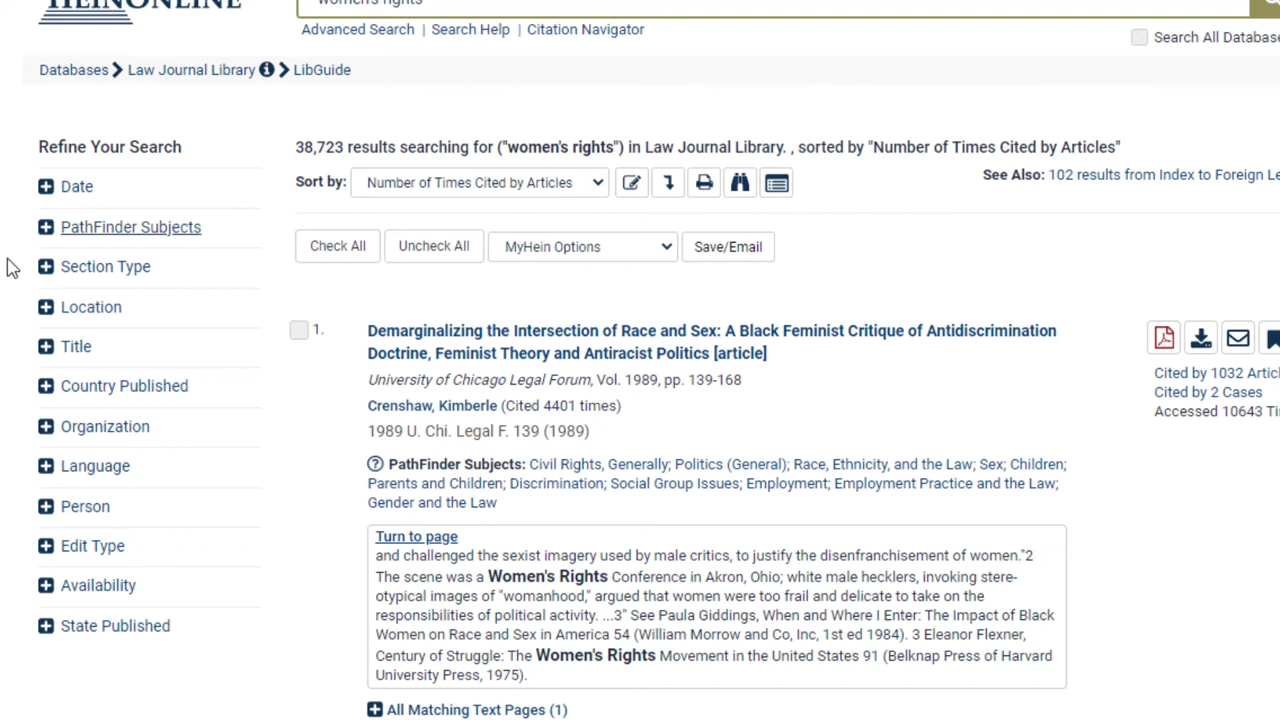 HEINONLINE
women's rights
Advanced Search | Search Help | Citation Navigator
Search All Database
Databases Law Journal Library LibGuide
Refine Your Search
Date
PathFinder Subjects
Section Type
Location
Title
Country Published
Organization
Language
Person
Edit Type
Availability
State Published
38,723 results searching for ("women's rights") in Law Journal Library. , sorted by "Number of Times Cited by Articles"
Sort by: Number of Times Cited by Articles
See Also: 102 results from Index to Foreign Le
Check All Uncheck All MyHein Options Save/Email
1. Demarginalizing the Intersection of Race and Sex: A Black Feminist Critique of Antidiscrimination
Doctrine, Feminist Theory and Antiracist Politics [article]
University of Chicago Legal Forum, Vol. 1989, pp. 139-168
Crenshaw, Kimberle (Cited 4401 times)
1989 U. Chi. Legal F. 139 (1989)
Cited by 1032 Articl
Cited by 2 Cases
Accessed 10643 Ti
PathFinder Subjects: Civil Rights, Generally; Politics (General); Race, Ethnicity, and the Law; Sex; Children;
Parents and Children; Discrimination; Social Group Issues; Employment; Employment Practice and the Law;
Gender and the Law
Turn to page
and challenged the sexist imagery used by male critics, to justify the disenfranchisement of women."2
The scene was a Women's Rights Conference in Akron, Ohio; white male hecklers, invoking stere-
otypical images of "womanhood," argued that women were too frail and delicate to take on the
responsibilities of political activity. ...3" See Paula Giddings, When and Where I Enter: The Impact of Black
Women on Race and Sex in America 54 (William Morrow and Co, Inc, 1st ed 1984). 3 Eleanor Flexner,
Century of Struggle: The Women's Rights Movement in the United States 91 (Belknap Press of Harvard
University Press, 1975).
All Matching Text Pages (1)